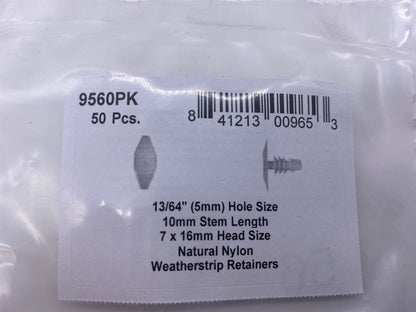 9560PK
50 Pcs.
8 41213 00965 3
13/64" (5mm) Hole Size
10mm Stem Length
7 x 16mm Head Size
Natural Nylon
Weatherstrip Retainers